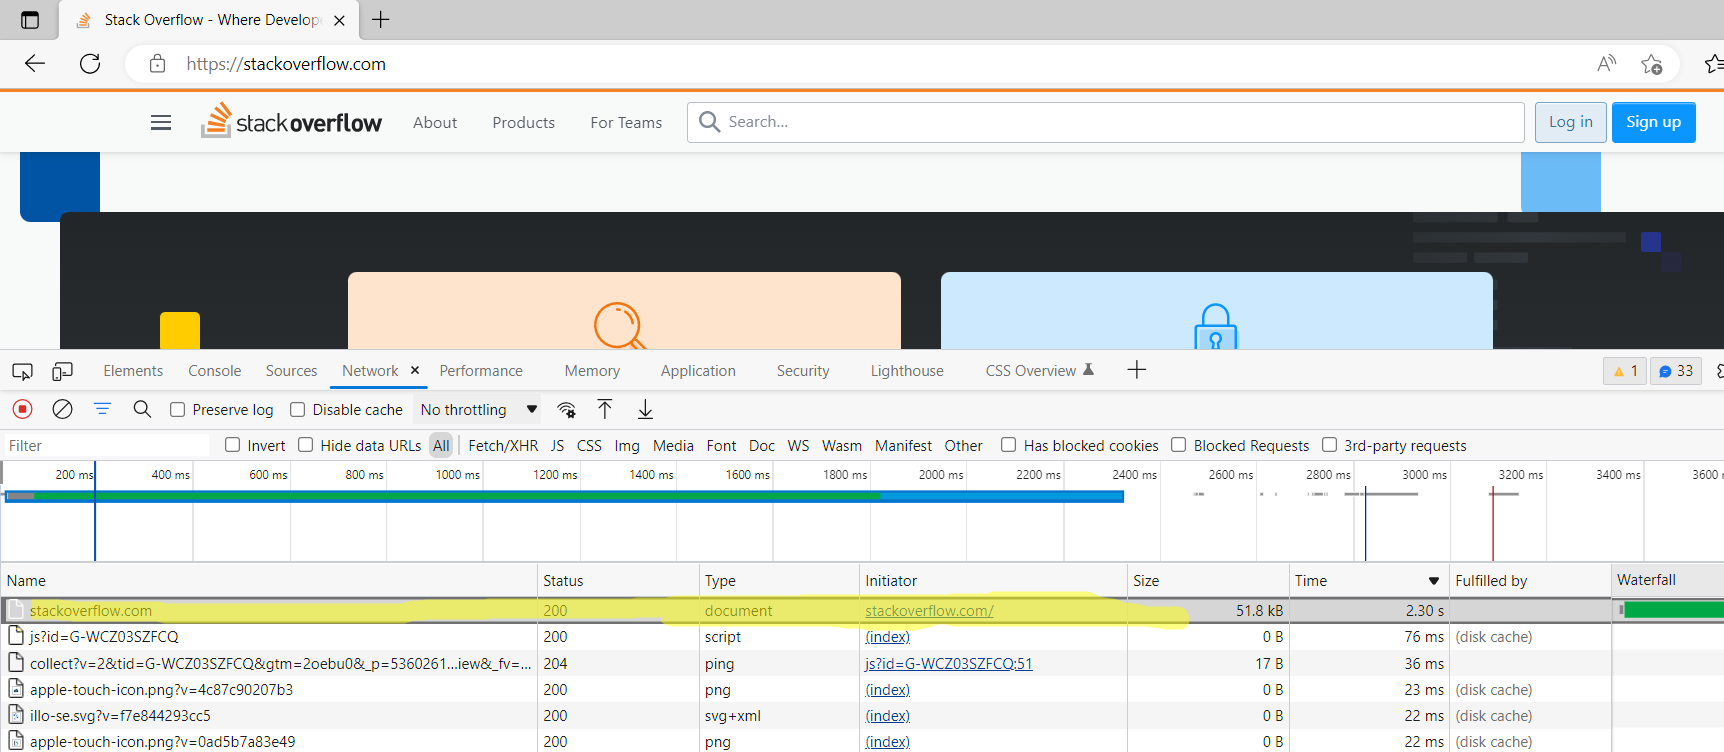 Stack Overflow - Where Develop
https://stackoverflow.com
stackoverflow About Products For Teams Search... Log in Sign up
Elements Console Sources Network Performance Memory Application Security Lighthouse CSS Overview 1 33
Preserve log Disable cache No throttling
Filter Invert Hide data URLs All Fetch/XHR JS CSS Img Media Font Doc WS Wasm Manifest Other Has blocked cookies Blocked Requests 3rd-party requests
200 ms 400 ms 600 ms 800 ms 1000 ms 1200 ms 1400 ms 1600 ms 1800 ms 2000 ms 2200 ms 2400 ms 2600 ms 2800 ms 3000 ms 3200 ms 3400 ms 3600
Name Status Type Initiator Size Time Fulfilled by Waterfall
stackoverflow.com 200 document stackoverflow.com/ 51.8 kB 2.30 s
js?id=G-WCZ03SZFCQ 200 script (index) 0 B 76 ms (disk cache)
collect?v=2&tid=G-WCZ03SZFCQ&gtm=2oebu0&_p=5360261...iew&_fv=... 204 ping js?id=G-WCZ03SZFCQ:51 17 B 36 ms
apple-touch-icon.png?v=4c87c90207b3 200 png (index) 0 B 23 ms (disk cache)
illo-se.svg?v=f7e844293cc5 200 svg+xml (index) 0 B 22 ms (disk cache)
apple-touch-icon.png?v=0ad5b7a83e49 200 png (index) 0 B 22 ms (disk cache)